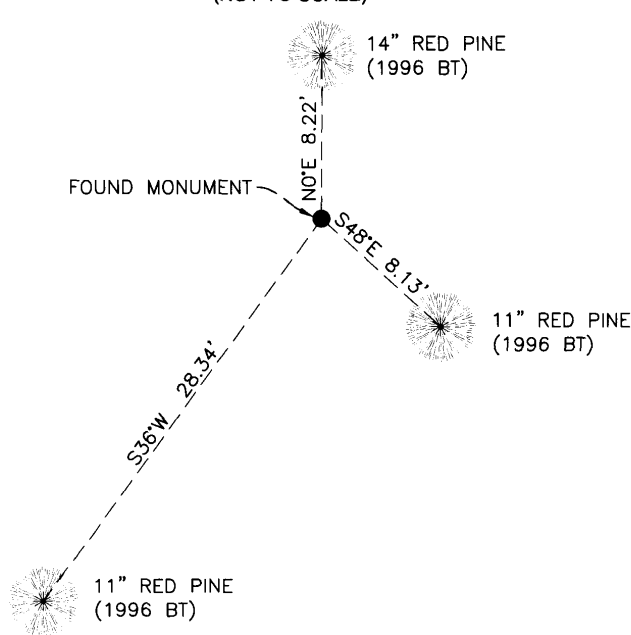 14" RED PINE
(1996 BT)
N0°E 8.22'
FOUND MONUMENT
S48°E 8.13'
11" RED PINE
(1996 BT)
S36°W 28.34'
11" RED PINE
(1996 BT)